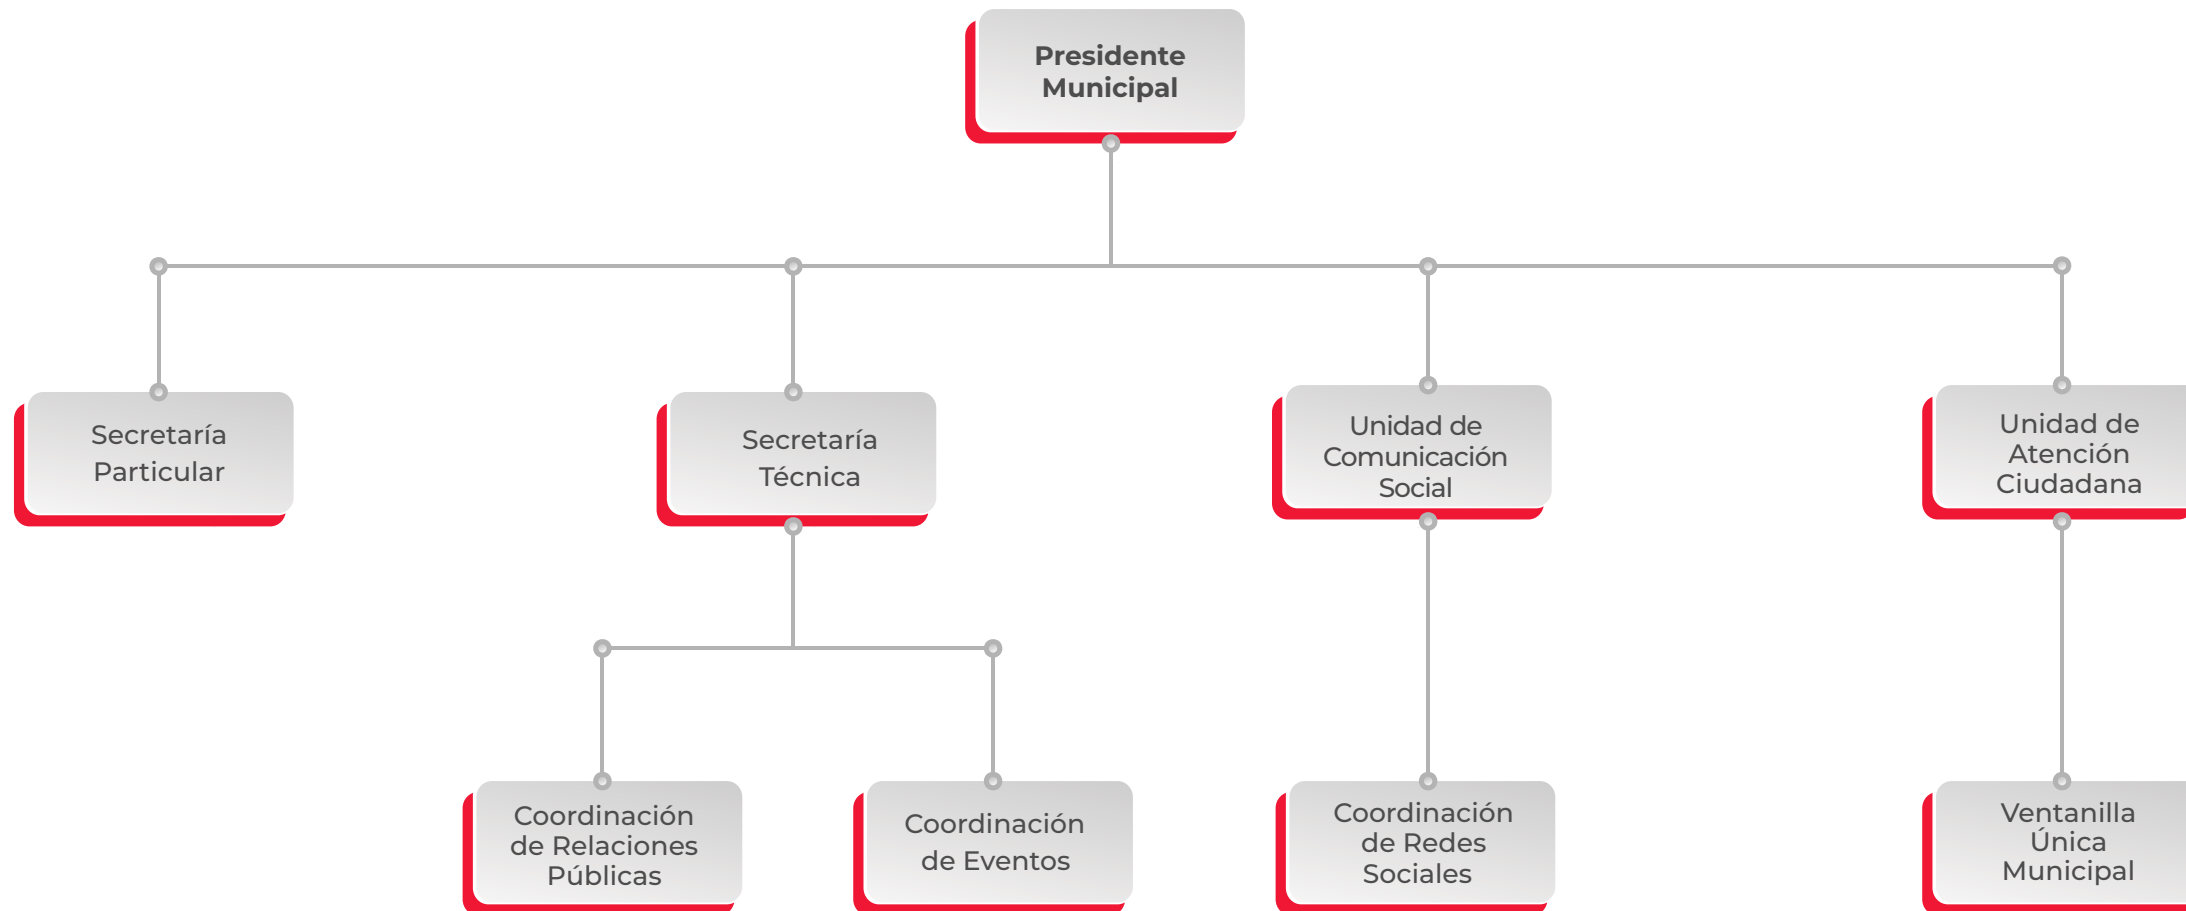 Presidente
Municipal
Secretaría
Particular
Secretaría
Técnica
Unidad de
Comunicación
Social
Unidad de
Atención
Ciudadana
Coordinación
de Relaciones
Públicas
Coordinación
de Eventos
Coordinación
de Redes
Sociales
Ventanilla
Única
Municipal